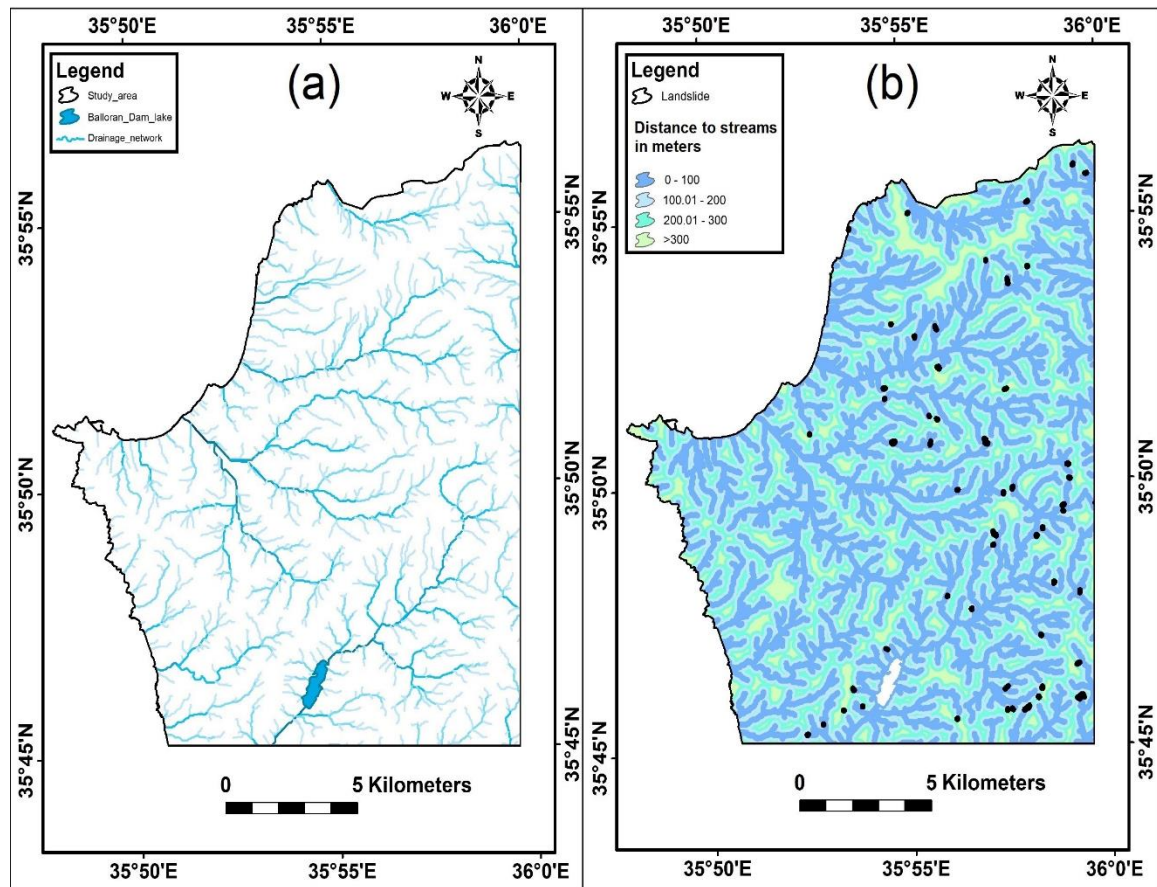 35°50'E 35°55'E 36°0'E
Legend
Study_area
Balloran_Dam_lake
Drainage_network
(a)
N
W E
S
35°55'N
35°55'N
35°50'N
35°50'N
35°45'N
35°45'N
0 5 Kilometers
35°50'E 35°55'E 36°0'E
35°50'E 35°55'E 36°0'E
Legend
Landslide
Distance to streams
in meters
0 - 100
100.01 - 200
200.01 - 300
>300
(b)
N
W E
S
35°55'N
35°55'N
35°50'N
35°50'N
35°45'N
35°45'N
0 5 Kilometers
35°50'E 35°55'E 36°0'E